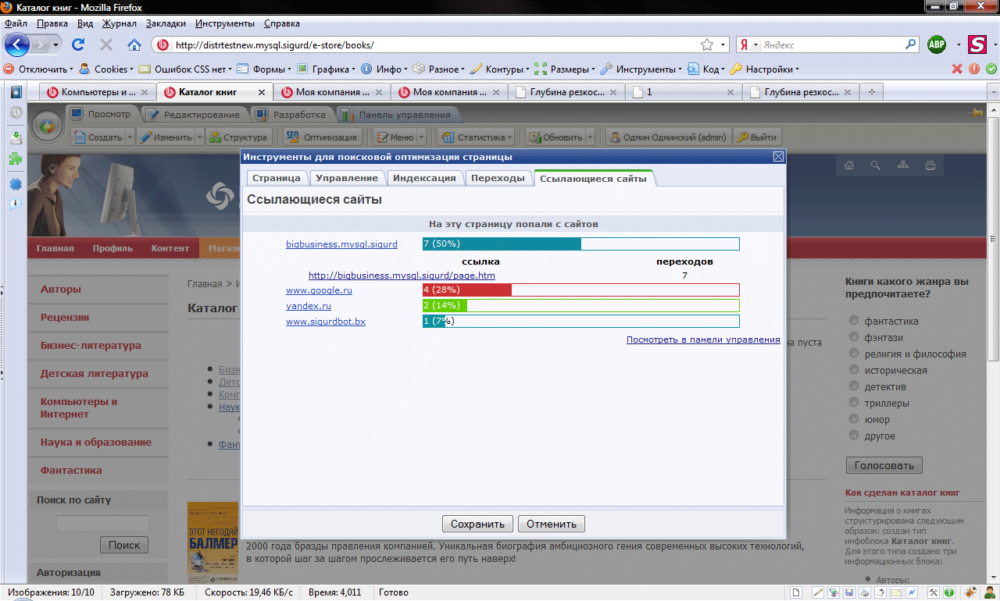 Каталог книг - Mozilla Firefox
Файл Правка Вид Журнал Закладки Инструменты Справка
http://distrtestnew.mysql.sigurd/e-store/books/
Я Яндекс
ABP
S
Отключить Cookies Ошибок CSS нет Формы Графика Инфо Разное Контуры Размеры Инструменты Код Настройки
Компьютеры и ... Каталог книг Моя компания ... Моя компания ... Глубина резкос... 1 Глубина резкос...
Просмотр Редактирование Разработка Панель управления
Создать Изменить Структура SEO Оптимизация Меню Статистика Обновить Одмин Одминский (admin) Выйти
Инструменты для поисковой оптимизации страницы
Страница Управление Индексация Переходы Ссылающиеся сайты
Ссылающиеся сайты
На эту страницу попали с сайтов
bigbusiness.mysql.sigurd 7 (50%)
ссылка переходов
http://bigbusiness.mysql.sigurd/page.htm 7
www.google.ru 4 (28%)
yandex.ru 2 (14%)
www.sigurdbot.bx 1 (7%)
Посмотреть в панели управления
Сохранить Отменить
Главная Профиль Контент Магази
Авторы
Рецензии
Бизнес-литература
Детская литература
Компьютеры и
Интернет
Наука и образование
Фантастика
Поиск по сайту
Поиск
Авторизация
Главная > И
Каталог
на пуста
Бизн
Детс
Комп
Наук
Фант
ЭТОТ НЕГОДЯЙ
БАЛМЕР
2000 года бразды правления компанией. Уникальная биография амбициозного гения современных высоких технологий,
в которой шаг за шагом прослеживается его путь наверх!
Книги какого жанра вы
предпочитаете?
фантастика
фэнтази
религия и философия
историческая
детектив
триллеры
юмор
другое
Голосовать
Как сделан каталог книг
Информация о книгах
структурирована следующим
образом: создан тип
инфоблока Каталог книг.
Для этого типа создано три
информационных блока:
Авторы;
Изображения: 10/10 Загружено: 78 КБ Скорость: 19,46 КБ/с Время: 4,011 Готово